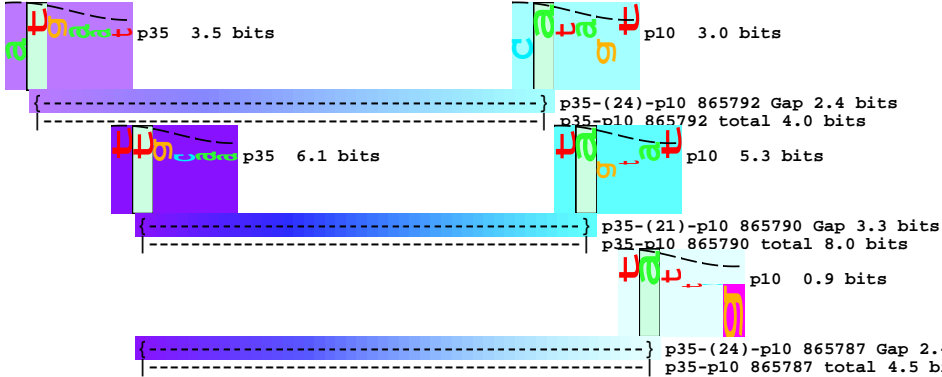 p35 3.5 bits
c a t a g t p10 3.0 bits
p35-(24)-p10 865792 Gap 2.4 bits
p35-p10 865792 total 4.0 bits
t t g c a a p35 6.1 bits
t a g t a t p10 5.3 bits
p35-(21)-p10 865790 Gap 3.3 bits
p35-p10 865790 total 8.0 bits
t a t g p10 0.9 bits
p35-(24)-p10 865787 Gap 2.
p35-p10 865787 total 4.5 b